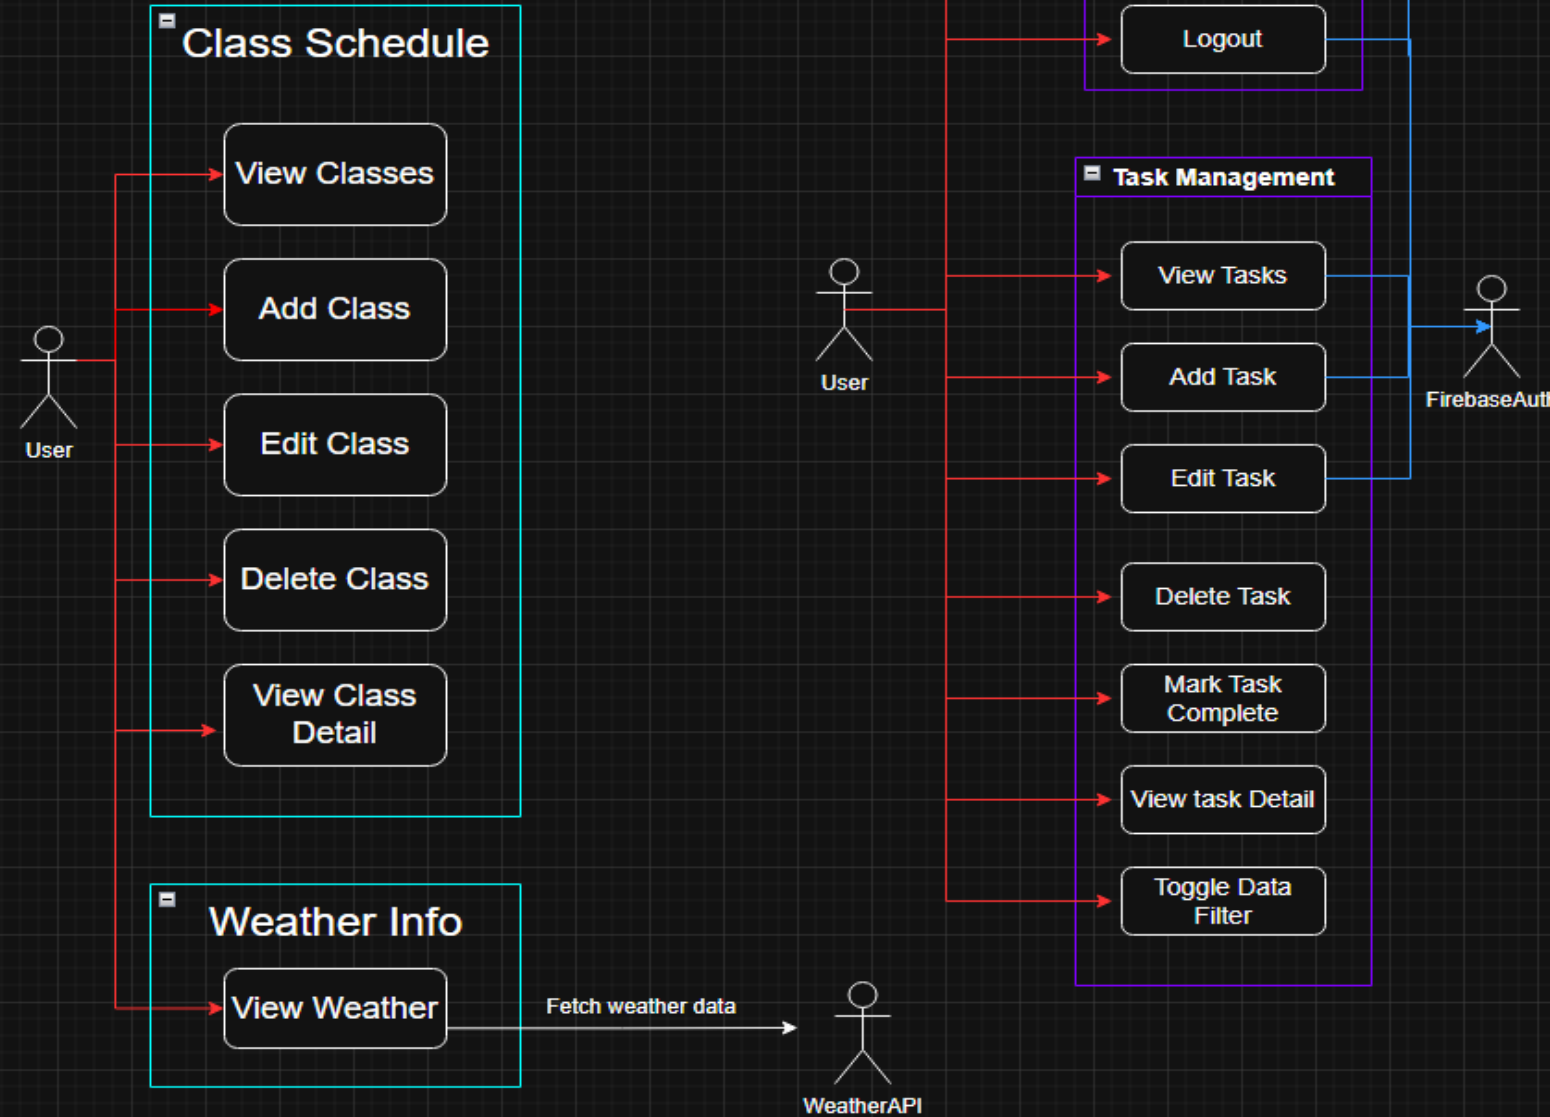 Class Schedule
View Classes
Add Class
Edit Class
Delete Class
View Class
Detail
User
Weather Info
View Weather
Fetch weather data
WeatherAPI
Logout
Task Management
View Tasks
Add Task
Edit Task
Delete Task
Mark Task
Complete
View task Detail
Toggle Data
Filter
User
FirebaseAuth